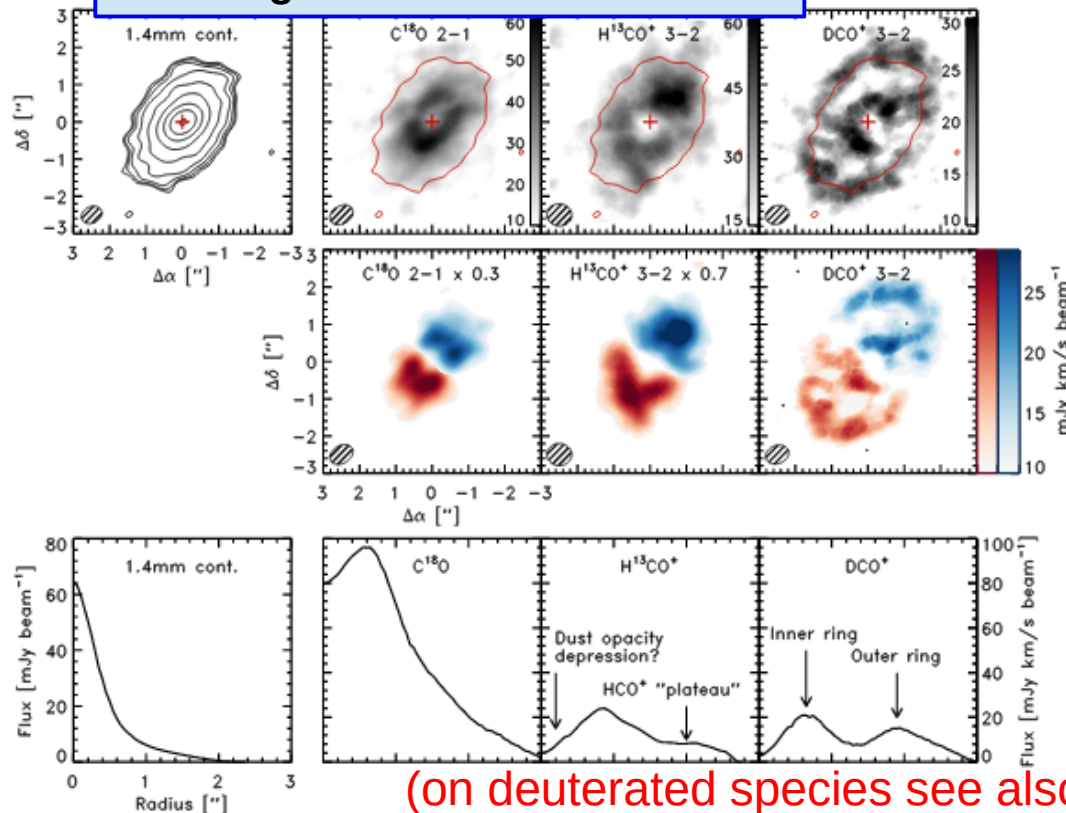 3
2
1
0
-1
-2
-3
Δδ ["]
1.4mm cont.
3 2 1 0 -1 -2 -3
Δα ["]
C¹⁸O 2-1
60
50
40
30
20
10
H¹³CO⁺ 3-2
60
45
30
15
DCO⁺ 3-2
30
25
20
15
10
3
2
1
0
-1
-2
-3
Δδ ["]
C¹⁸O 2-1 x 0.3
H¹³CO⁺ 3-2 x 0.7
DCO⁺ 3-2
25
20
15
10
mJy km/s beam⁻¹
3 2 1 0 -1 -2 -3
Δα ["]
80
60
40
20
0
Flux [mJy beam⁻¹]
1.4mm cont.
0 1 2 3
Radius ["]
C¹⁸O
H¹³CO⁺
Dust opacity
depression?
HCO⁺ "plateau"
DCO⁺
Inner ring
Outer ring
100
80
60
40
20
0
Flux [mJy km/s beam⁻¹]
(on deuterated species see also